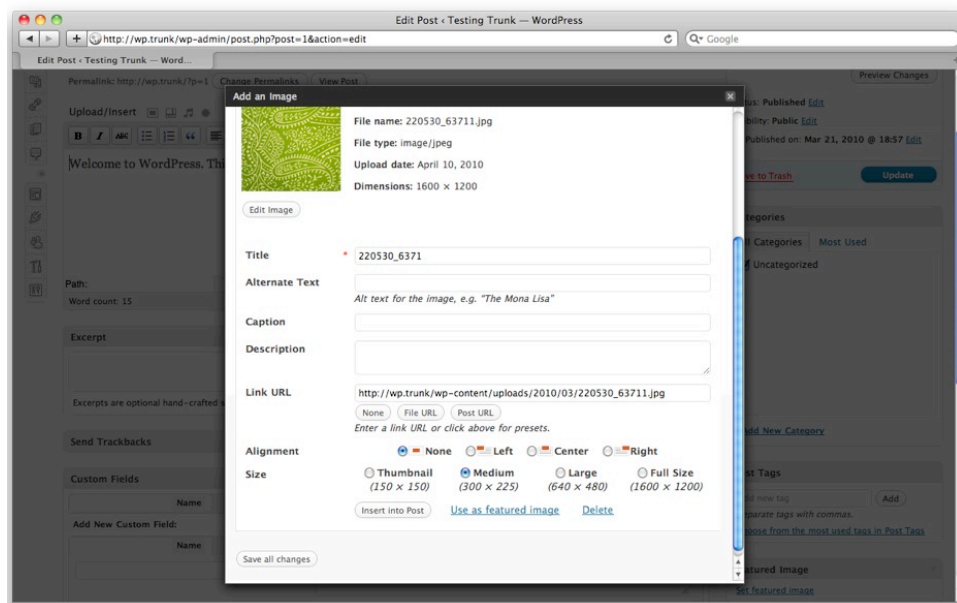 Edit Post ‹ Testing Trunk — WordPress
http://wp.trunk/wp-admin/post.php?post=1&action=edit
Google
Edit Post ‹ Testing Trunk — Word...
Permalink: http://wp.trunk/?p=1 Change Permalinks View Post
Preview Changes
Upload/Insert
Add an Image
Published Edit
Public Edit
Published on: Mar 21, 2010 @ 18:57 Edit
B I ABC
Welcome to WordPress.
to Trash
Update
File name: 220530_63711.jpg
File type: image/jpeg
Upload date: April 10, 2010
Dimensions: 1600 × 1200
Edit Image
Categories Most Used
Uncategorized
Title * 220530_6371
Alternate Text
Alt text for the image, e.g. "The Mona Lisa"
Path:
Word count: 15
Caption
Excerpt
Description
Excerpts are optional hand-crafted
Link URL http://wp.trunk/wp-content/uploads/2010/03/220530_63711.jpg
None File URL Post URL
Enter a link URL or click above for presets.
Add New Category
Send Trackbacks
Alignment None Left Center Right
Size Thumbnail Medium Large Full Size
(150 × 150) (300 × 225) (640 × 480) (1600 × 1200)
Custom Fields
Tags
Name
Insert into Post Use as featured image Delete
new tag Add
tags with commas.
Add New Custom Field:
from the most used tags in Post Tags
Name
Save all changes
Image
Set featured image